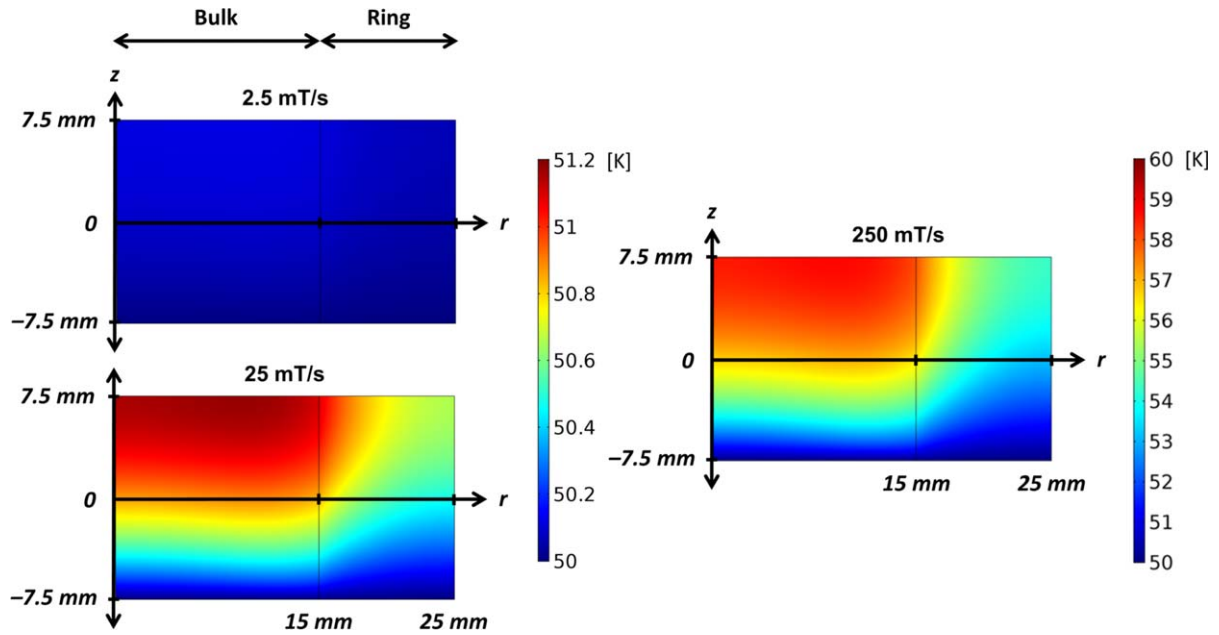 Bulk
Ring
z
2.5 mT/s
7.5 mm
0
r
−7.5 mm
25 mT/s
7.5 mm
0
r
−7.5 mm
15 mm
25 mm
51.2 [K]
51
50.8
50.6
50.4
50.2
50
z
250 mT/s
7.5 mm
0
r
−7.5 mm
15 mm
25 mm
60 [K]
59
58
57
56
55
54
53
52
51
50